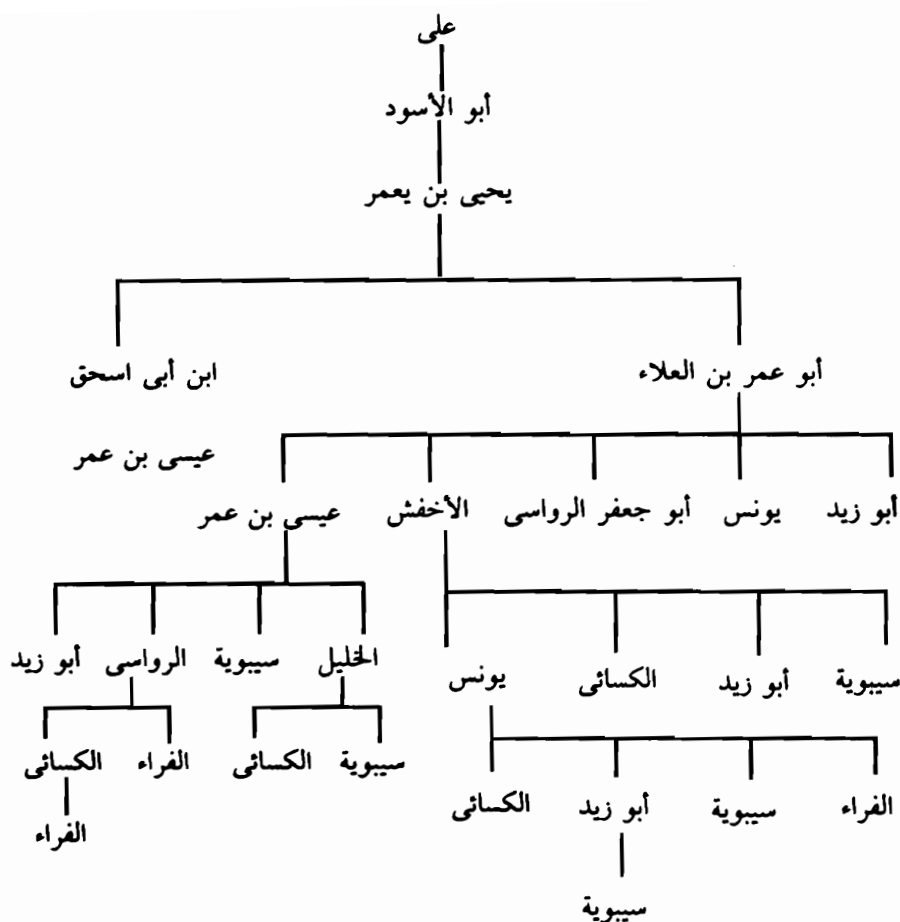 على
أبو الأسود
يحيى بن يعمر
أبو عمر بن العلاء ابن أبى اسحق
عيسى بن عمر
أبو زيد يونس أبو جعفر الرواسى الأخفش عيسى بن عمر
الخليل سيبوية الرواسى أبو زيد
سيبوية أبو زيد الكسائى يونس
سيبوية الكسائى الفراء الكسائى
الفراء سيبوية أبو زيد الكسائى
الفراء
سيبوية